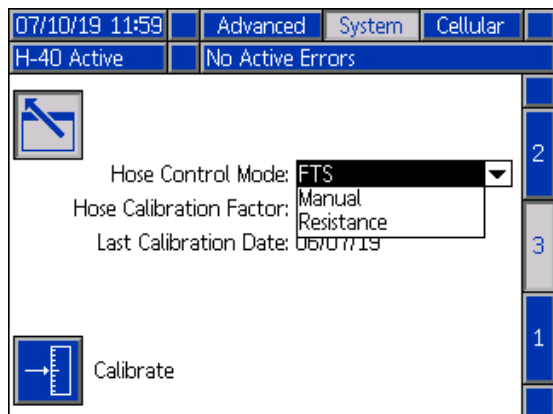 07/10/19 11:59 Advanced System Cellular
H-40 Active No Active Errors
2
Hose Control Mode: FTS
Manual
Hose Calibration Factor:
Resistance
Last Calibration Date: 06/07/19
3
1
Calibrate